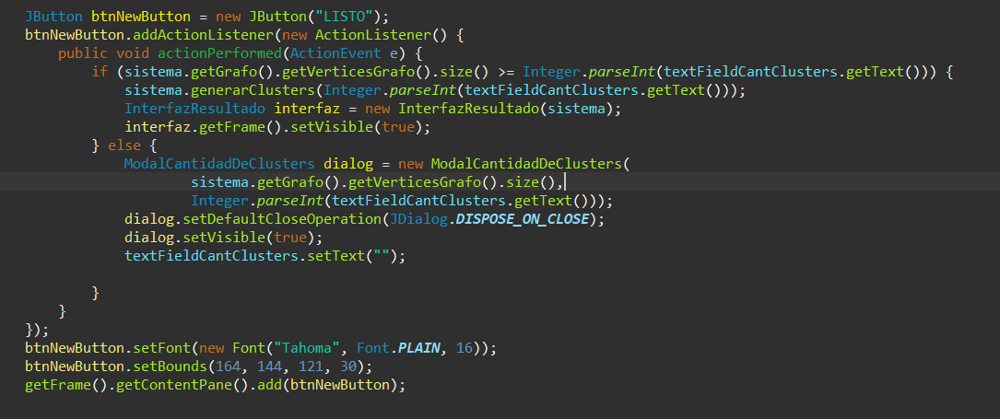 JButton btnNewButton = new JButton("LISTO");
btnNewButton.addActionListener(new ActionListener() {
public void actionPerformed(ActionEvent e) {
if (sistema.getGrafo().getVerticesGrafo().size() >= Integer.parseInt(textFieldCantClusters.getText())) {
sistema.generarClusters(Integer.parseInt(textFieldCantClusters.getText()));
InterfazResultado interfaz = new InterfazResultado(sistema);
interfaz.getFrame().setVisible(true);
} else {
ModalCantidadDeClusters dialog = new ModalCantidadDeClusters(
sistema.getGrafo().getVerticesGrafo().size(),
Integer.parseInt(textFieldCantClusters.getText()));
dialog.setDefaultCloseOperation(JDialog.DISPOSE_ON_CLOSE);
dialog.setVisible(true);
textFieldCantClusters.setText("");
}
}
});
btnNewButton.setFont(new Font("Tahoma", Font.PLAIN, 16));
btnNewButton.setBounds(164, 144, 121, 30);
getFrame().getContentPane().add(btnNewButton);